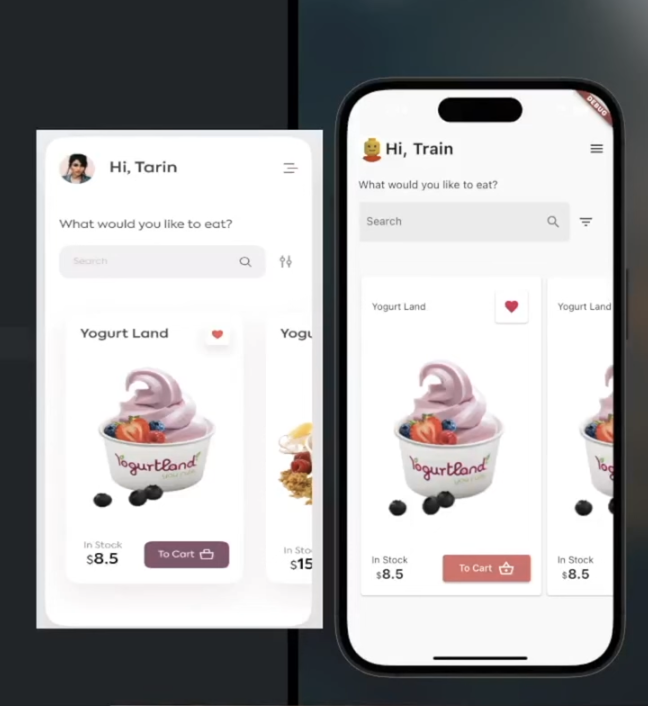 Hi, Tarin
What would you like to eat?
Search
Yogurt Land
Yogu
Yogurtland
In Stock
$8.5
To Cart
In Sto
$15
DEBUG
Hi, Train
What would you like to eat?
Search
Yogurt Land
Yogurt Land
Yogurtland
Yog
In Stock
$8.5
To Cart
In Stock
$8.5